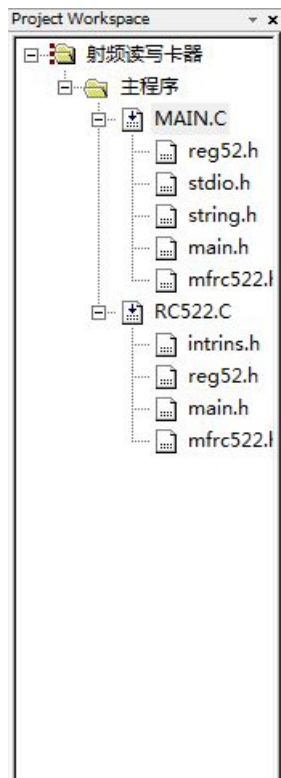 Project Workspace
射频读写卡器
主程序
MAIN.C
reg52.h
stdio.h
string.h
main.h
mfrc522.h
RC522.C
intrins.h
reg52.h
main.h
mfrc522.h